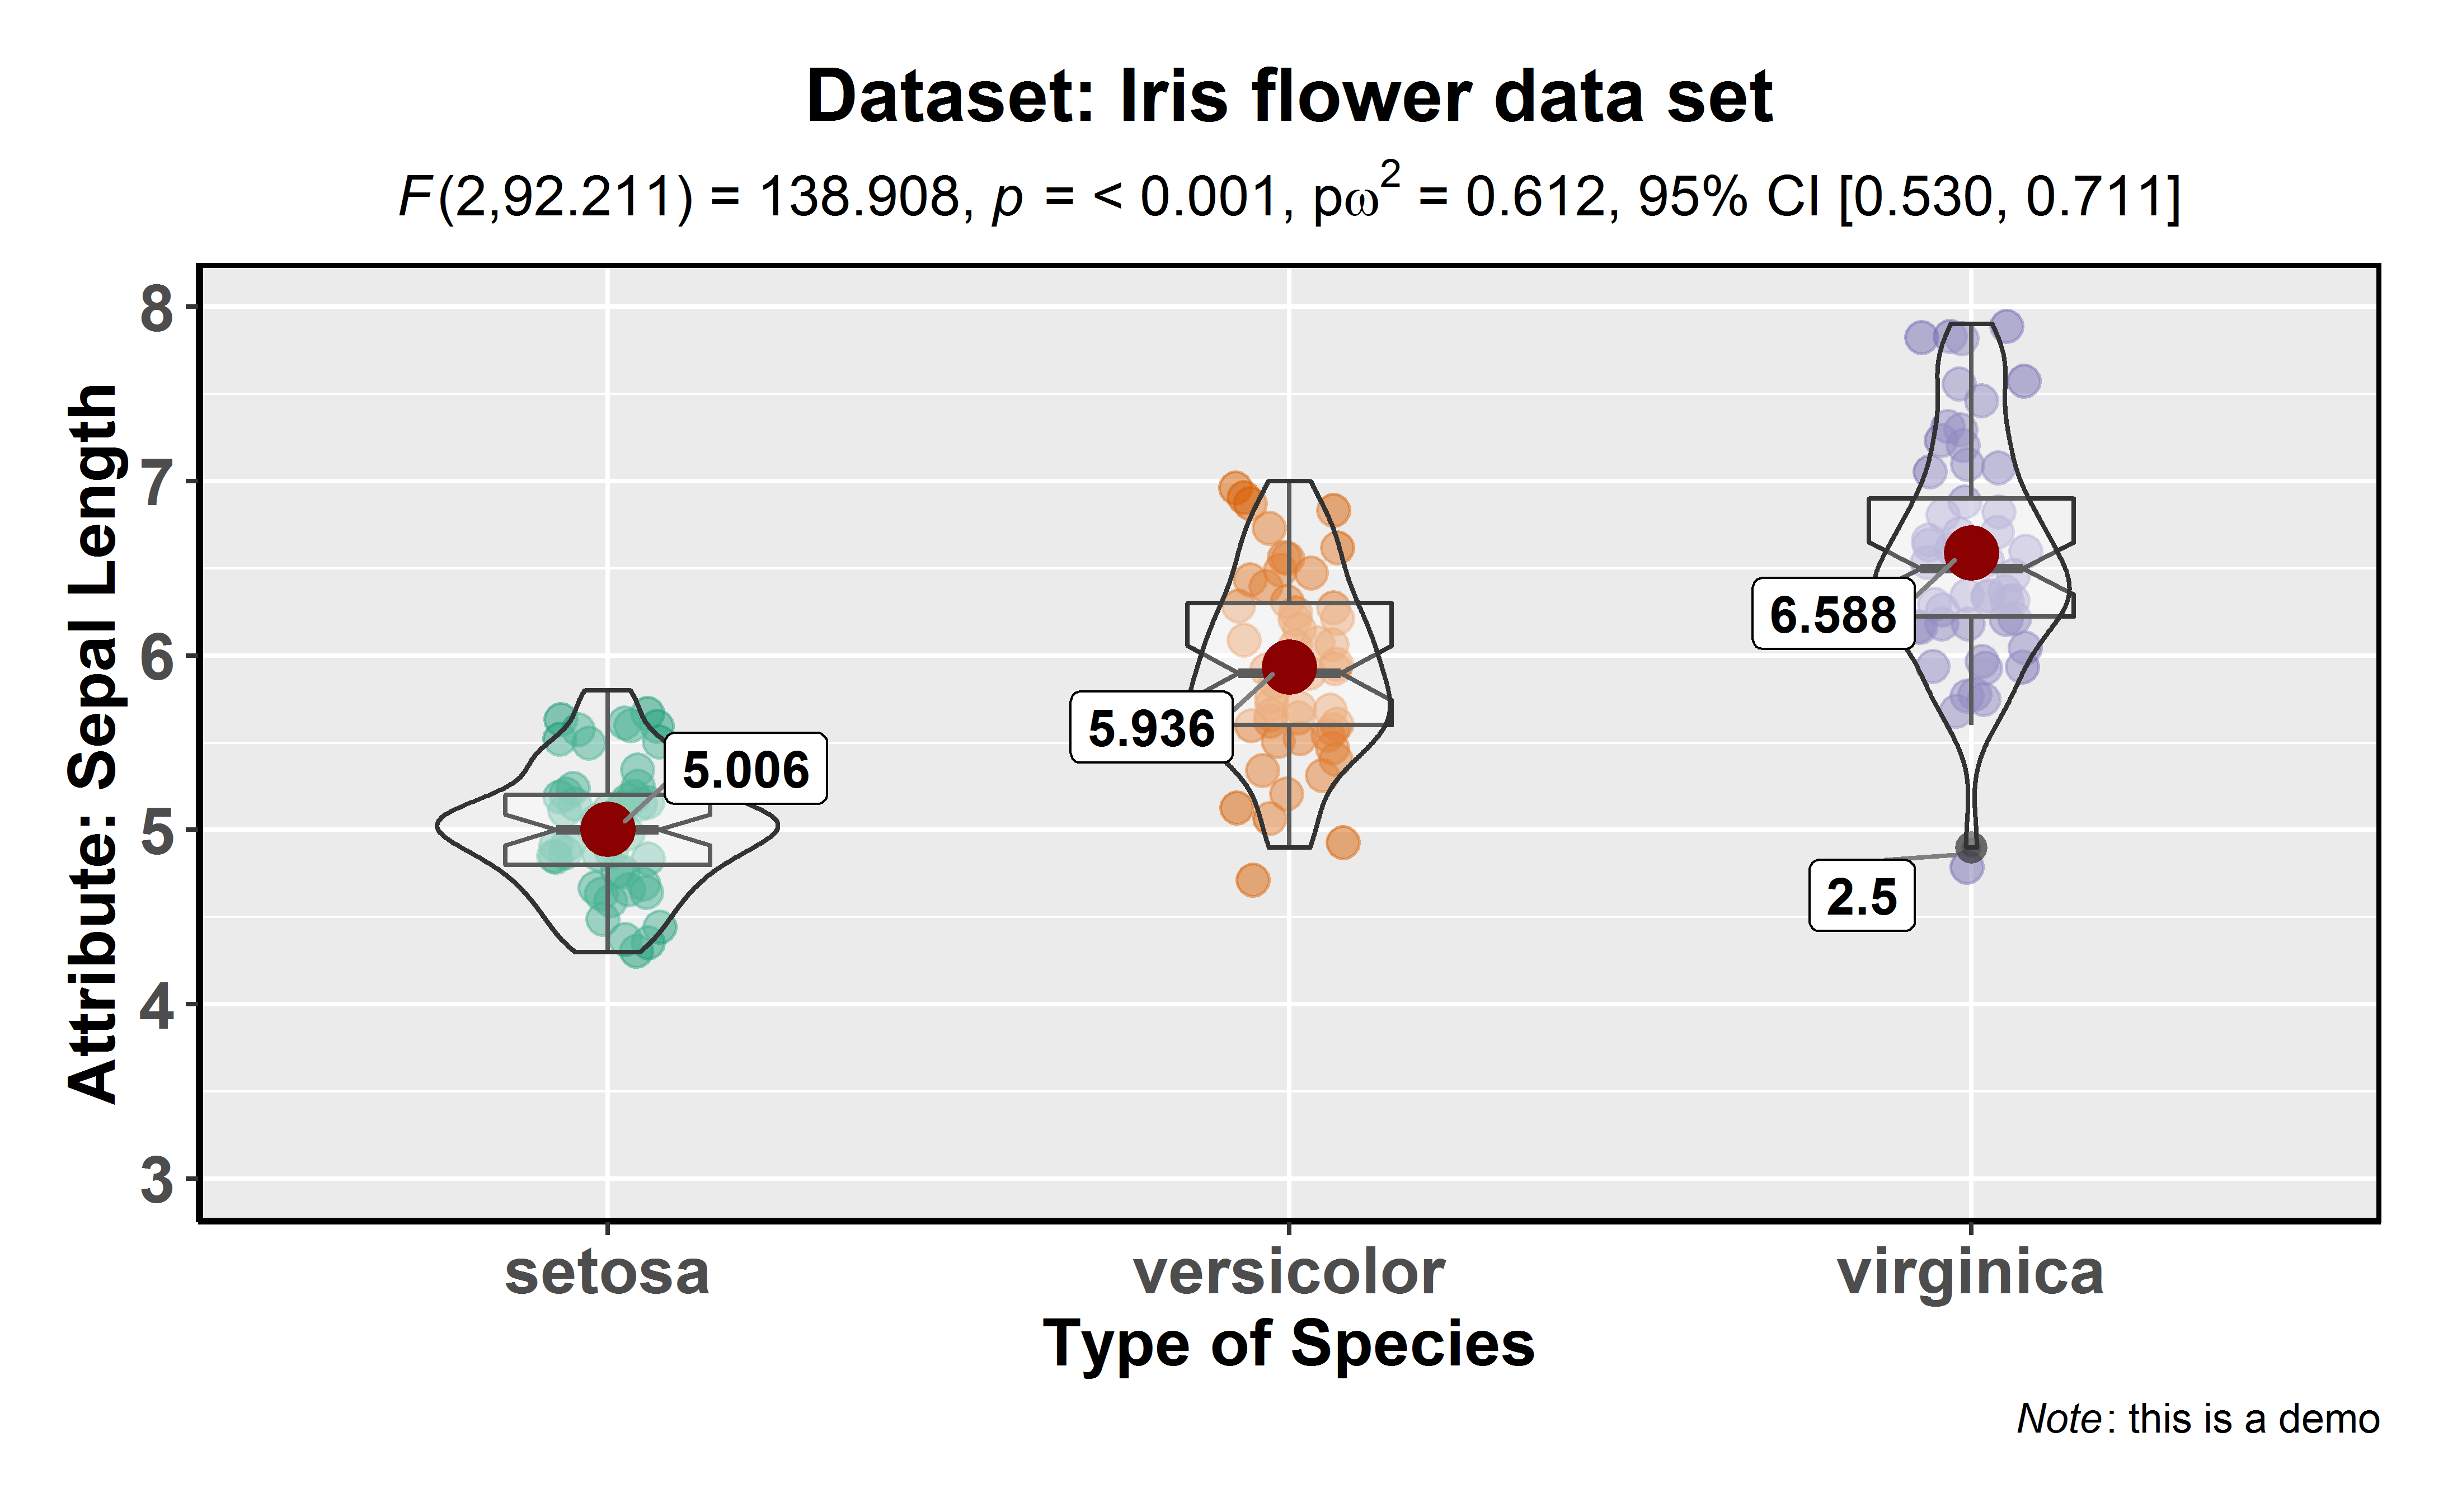 Dataset: Iris flower data set
F(2,92.211) = 138.908, p = < 0.001, pω² = 0.612, 95% CI [0.530, 0.711]
Attribute: Sepal Length
8
7
6
5
4
3
6.588
5.936
5.006
2.5
setosa versicolor virginica
Type of Species
Note: this is a demo